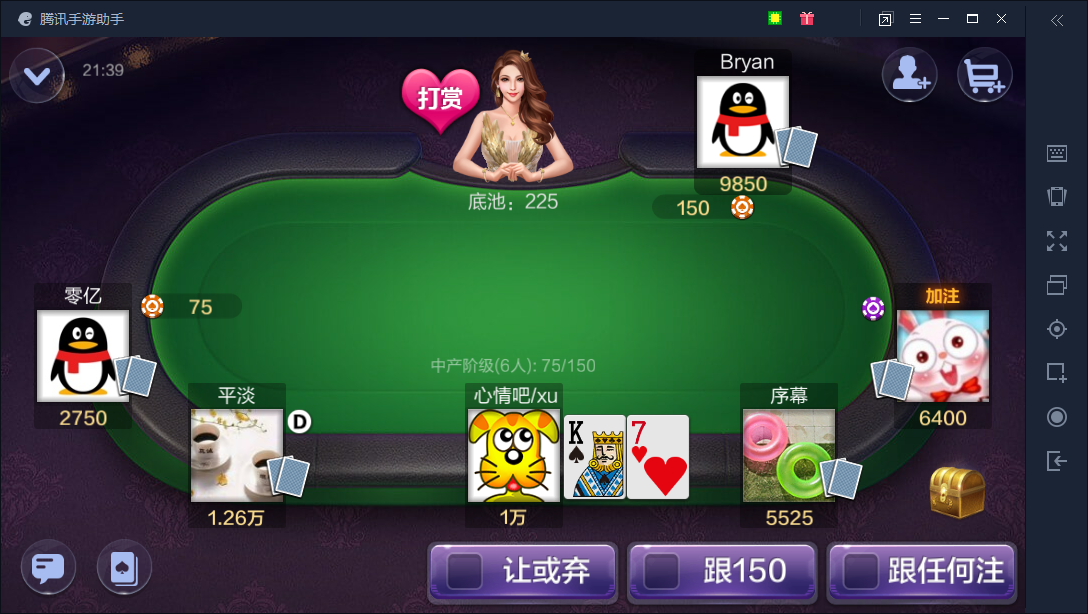 腾讯手游助手
21:39
打赏
Bryan
9850
底池：225
150
零亿
75
加注
中产阶级(6人): 75/150
2750
平淡
D
心情吧/xu
K
7
序幕
6400
1.26万
1万
5525
让或弃
跟150
跟任何注